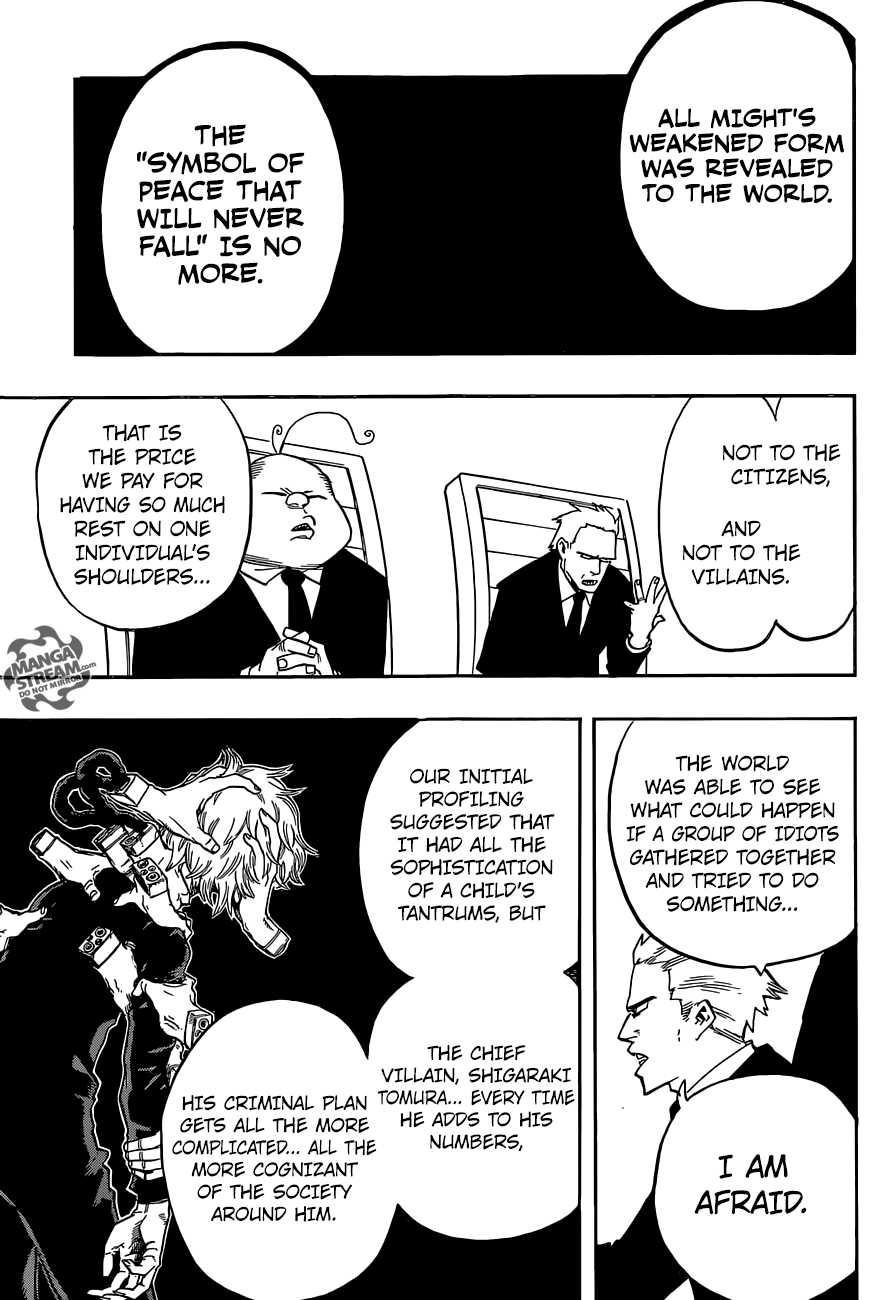 ALL MIGHT'S
WEAKENED FORM
WAS REVEALED
TO THE WORLD.
THE
"SYMBOL OF
PEACE THAT
WILL NEVER
FALL" IS NO
MORE.
NOT TO THE
CITIZENS,
AND
NOT TO THE
VILLAINS.
THAT IS
THE PRICE
WE PAY FOR
HAVING SO MUCH
REST ON ONE
INDIVIDUAL'S
SHOULDERS...
MANGA
STREAM.com
DO NOT MIRROR!
THE WORLD
WAS ABLE TO SEE
WHAT COULD HAPPEN
IF A GROUP OF IDIOTS
GATHERED TOGETHER
AND TRIED TO DO
SOMETHING...
I AM
AFRAID.
OUR INITIAL
PROFILING
SUGGESTED THAT
IT HAD ALL THE
SOPHISTICATION
OF A CHILD'S
TANTRUMS, BUT
THE CHIEF
VILLAIN, SHIGARAKI
TOMURA... EVERY TIME
HE ADDS TO HIS
NUMBERS,
HIS CRIMINAL PLAN
GETS ALL THE MORE
COMPLICATED... ALL THE
MORE COGNIZANT
OF THE SOCIETY
AROUND HIM.